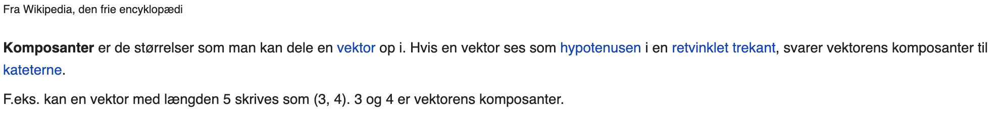 Fra Wikipedia, den frie encyklopædi
Komposanter er de størrelser som man kan dele en vektor op i. Hvis en vektor ses som hypotenusen i en retvinklet trekant, svarer vektorens komposanter til
kateterne.
F.eks. kan en vektor med længden 5 skrives som (3, 4). 3 og 4 er vektorens komposanter.